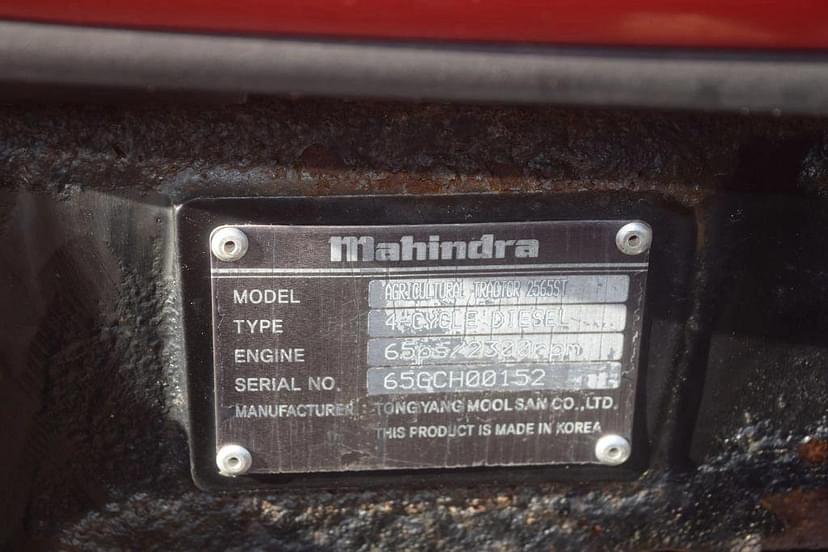 Mahindra
MODEL AGRICULTURAL TRACTOR 2565ST
TYPE 4-CYCLE DIESEL
ENGINE 65ps/2300rpm
SERIAL NO. 65GCH00152
MANUFACTURER TONG YANG MOOLSAN CO.,LTD.
THIS PRODUCT IS MADE IN KOREA